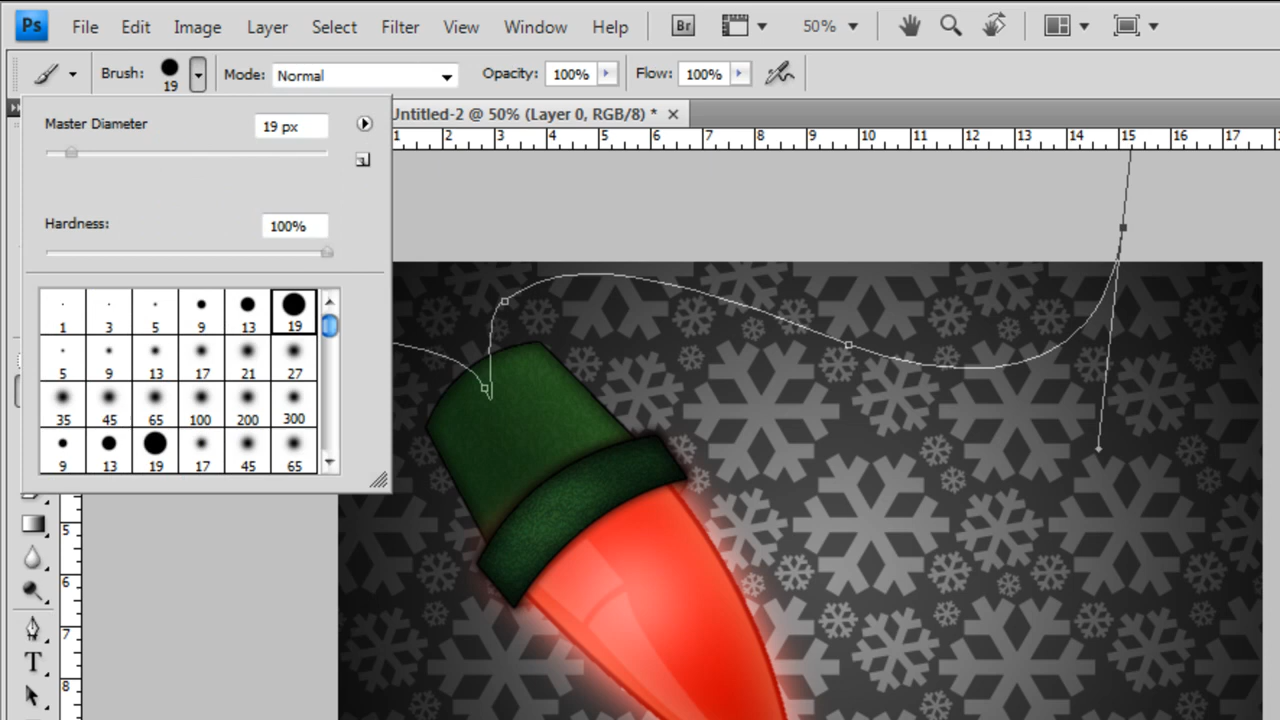 Ps File Edit Image Layer Select Filter View Window Help Br 50%
Brush: 19 Mode: Normal Opacity: 100% Flow: 100%
Untitled-2 @ 50% (Layer 0, RGB/8) * ×
1 2 3 4 5 6 7 8 9 10 11 12 13 14 15 16 17
Master Diameter 19 px
Hardness: 100%
1 3 5 9 13 19
5 9 13 17 21 27
35 45 65 100 200 300
9 13 19 17 45 65
5
6
7
8
T